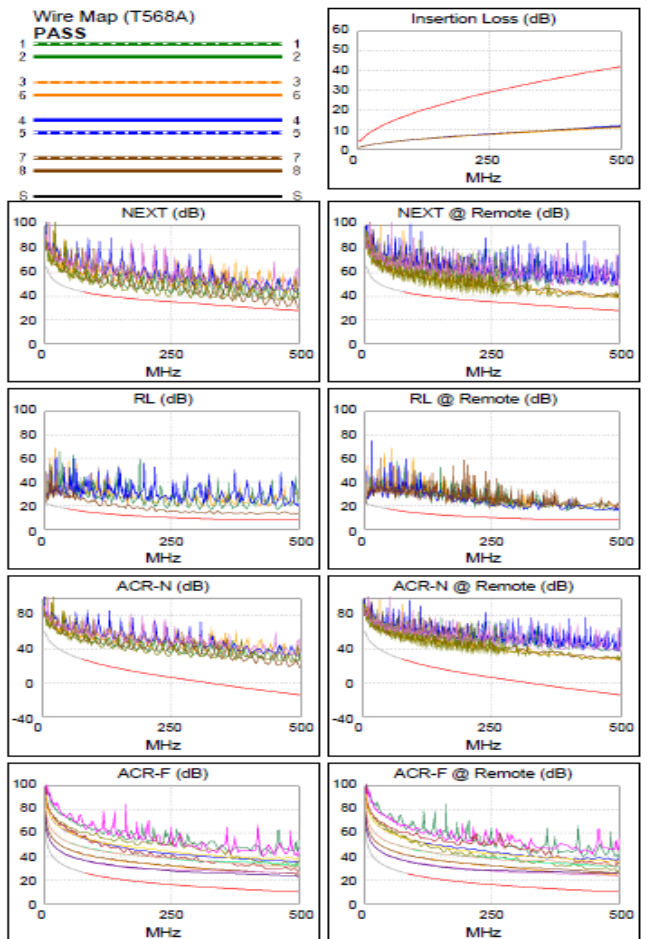 Wire Map (T568A)
PASS
1 1
2 2
3 3
6 6
4 4
5 5
7 7
8 8
S S
Insertion Loss (dB)
60
50
40
30
20
10
0
250 500
MHz
NEXT (dB)
100
80
60
40
20
0
0 250 500
MHz
NEXT @ Remote (dB)
100
80
60
40
20
0
0 250 500
MHz
RL (dB)
100
80
60
40
20
0
0 250 500
MHz
RL @ Remote (dB)
100
80
60
40
20
0
0 250 500
MHz
ACR-N (dB)
80
40
0
-40
0 250 500
MHz
ACR-N @ Remote (dB)
80
40
0
-40
0 250 500
MHz
ACR-F (dB)
100
80
60
40
20
0
0 250 500
MHz
ACR-F @ Remote (dB)
100
80
60
40
20
0
0 250 500
MHz